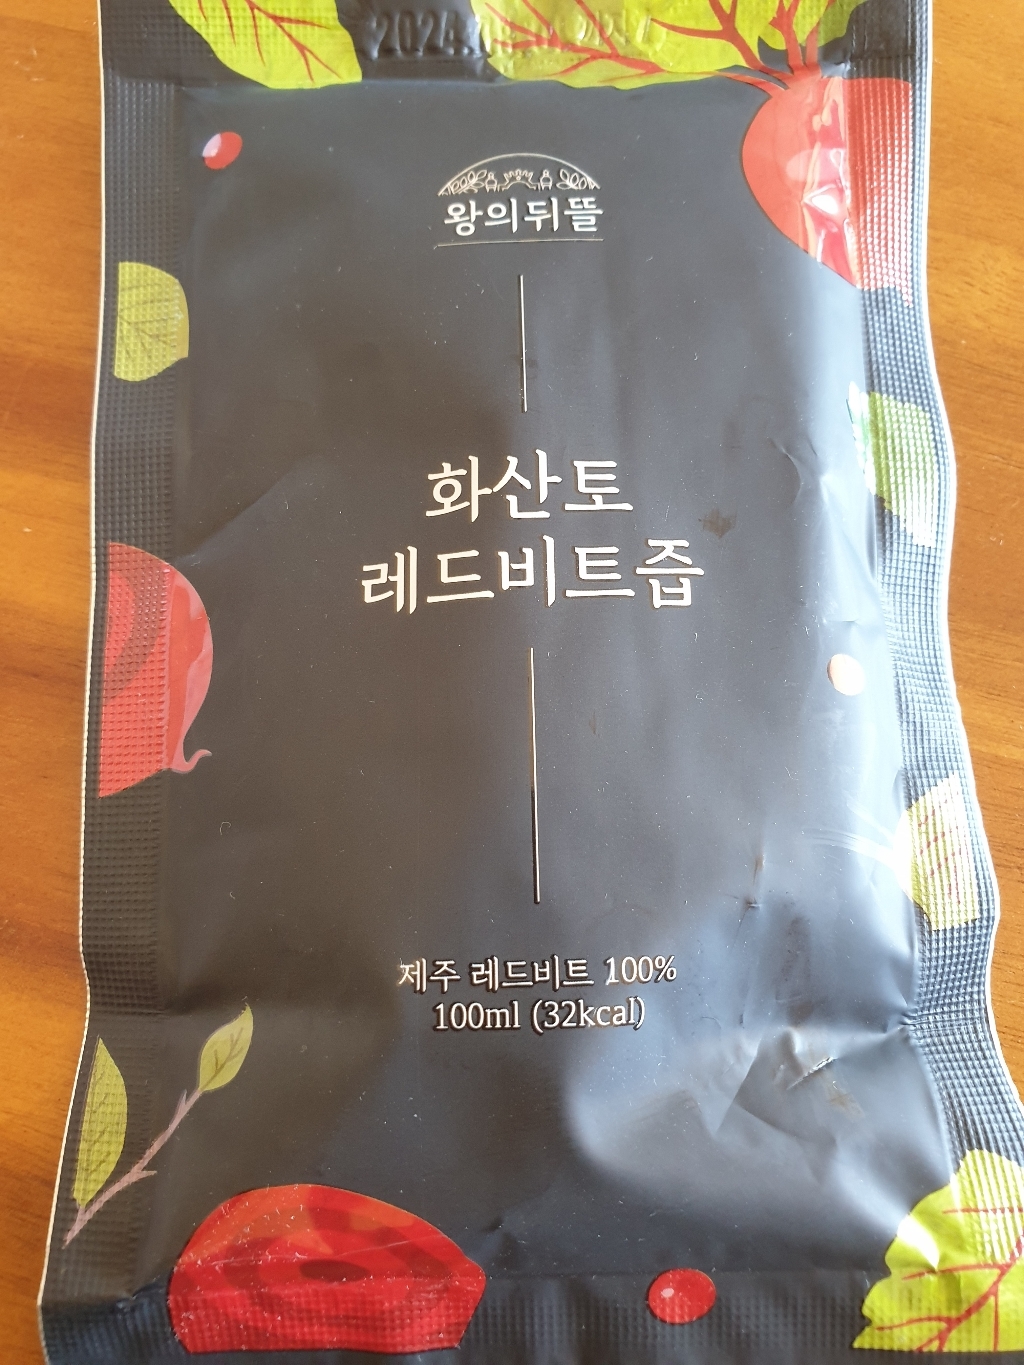 왕의뒤뜰
화산토
레드비트즙
제주 레드비트 100%
100ml (32kcal)